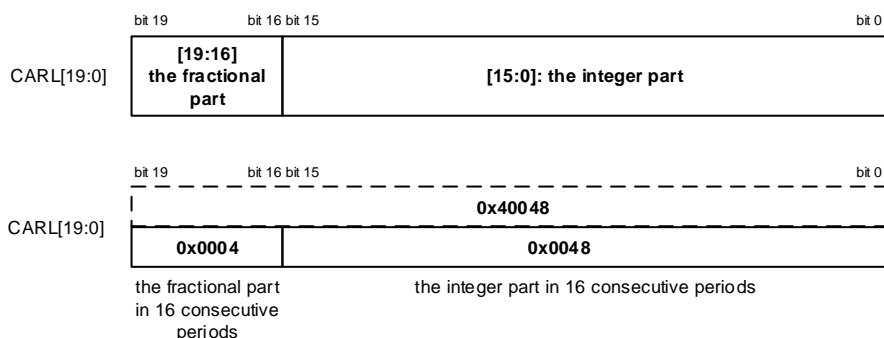 bit 19 bit 16 bit 15 bit 0
[19:16]
the fractional
part
CARL[19:0]
[15:0]: the integer part
bit 19 bit 16 bit 15 bit 0
CARL[19:0]
0x40048
0x0004 0x0048
the fractional part
in 16 consecutive
periods
the integer part in 16 consecutive periods